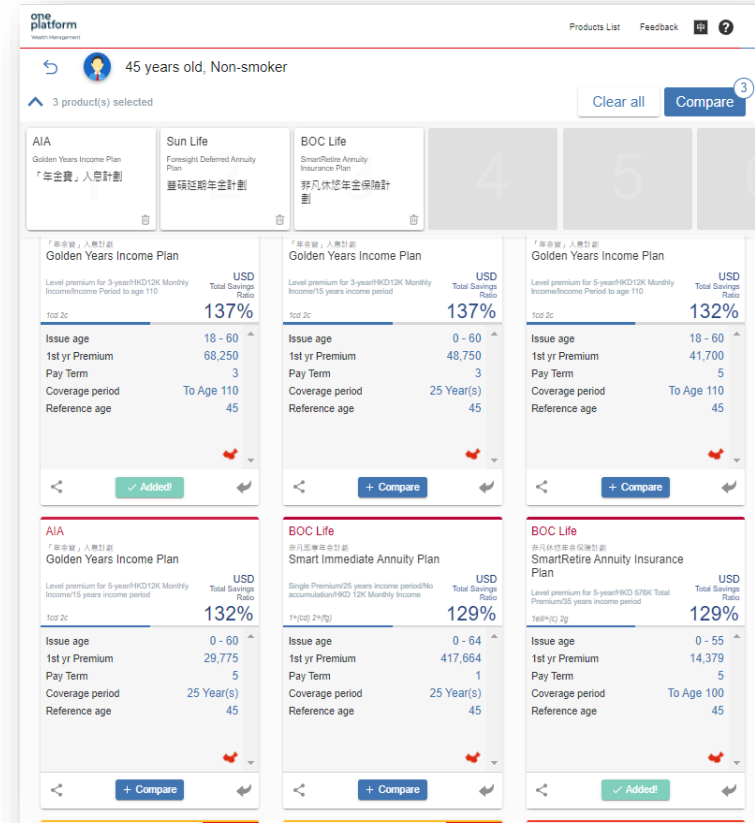 one
platform
Wealth Management
Products List
Feedback
中
?
45 years old, Non-smoker
3 product(s) selected
Clear all
Compare
3
AIA
Golden Years Income Plan
「年金寶」入息計劃
Sun Life
Foresight Deferred Annuity
Plan
豐碩延期年金計劃
BOC Life
SmartRetire Annuity
Insurance Plan
非凡休悠年金保險計
劃
4
5
6
「年金寶」入息計劃
Golden Years Income Plan
Level premium for 3-year/HKD12K Monthly
Income/Income Period to age 110
USD
Total Savings
Ratio
1cd 2c
137%
Issue age 18 - 60
1st yr Premium 68,250
Pay Term 3
Coverage period To Age 110
Reference age 45
✓ Added!
「年金寶」入息計劃
Golden Years Income Plan
Level premium for 3-year/HKD12K Monthly
Income/15 years income period
USD
Total Savings
Ratio
1cd 2c
137%
Issue age 0 - 60
1st yr Premium 48,750
Pay Term 3
Coverage period 25 Year(s)
Reference age 45
+ Compare
「年金寶」入息計劃
Golden Years Income Plan
Level premium for 5-year/HKD12K Monthly
Income/Income Period to age 110
USD
Total Savings
Ratio
1cd 2c
132%
Issue age 18 - 60
1st yr Premium 41,700
Pay Term 5
Coverage period To Age 110
Reference age 45
+ Compare
AIA
「年金寶」入息計劃
Golden Years Income Plan
Level premium for 5-year/HKD12K Monthly
Income/15 years income period
USD
Total Savings
Ratio
1cd 2c
132%
Issue age 0 - 60
1st yr Premium 29,775
Pay Term 5
Coverage period 25 Year(s)
Reference age 45
+ Compare
BOC Life
非凡即享年金計劃
Smart Immediate Annuity Plan
Single Premium/25 years income period/No
accumulation/HKD 12K Monthly Income
USD
Total Savings
Ratio
1+(cd) 2+(fg)
129%
Issue age 0 - 64
1st yr Premium 417,664
Pay Term 1
Coverage period 25 Year(s)
Reference age 45
+ Compare
BOC Life
非凡休悠年金保險計劃
SmartRetire Annuity Insurance
Plan
Level premium for 5-year/HKD 576K Total
Premium/35 years income period
USD
Total Savings
Ratio
129%
Issue age 0 - 55
1st yr Premium 14,379
Pay Term 5
Coverage period To Age 100
Reference age 45
✓ Added!